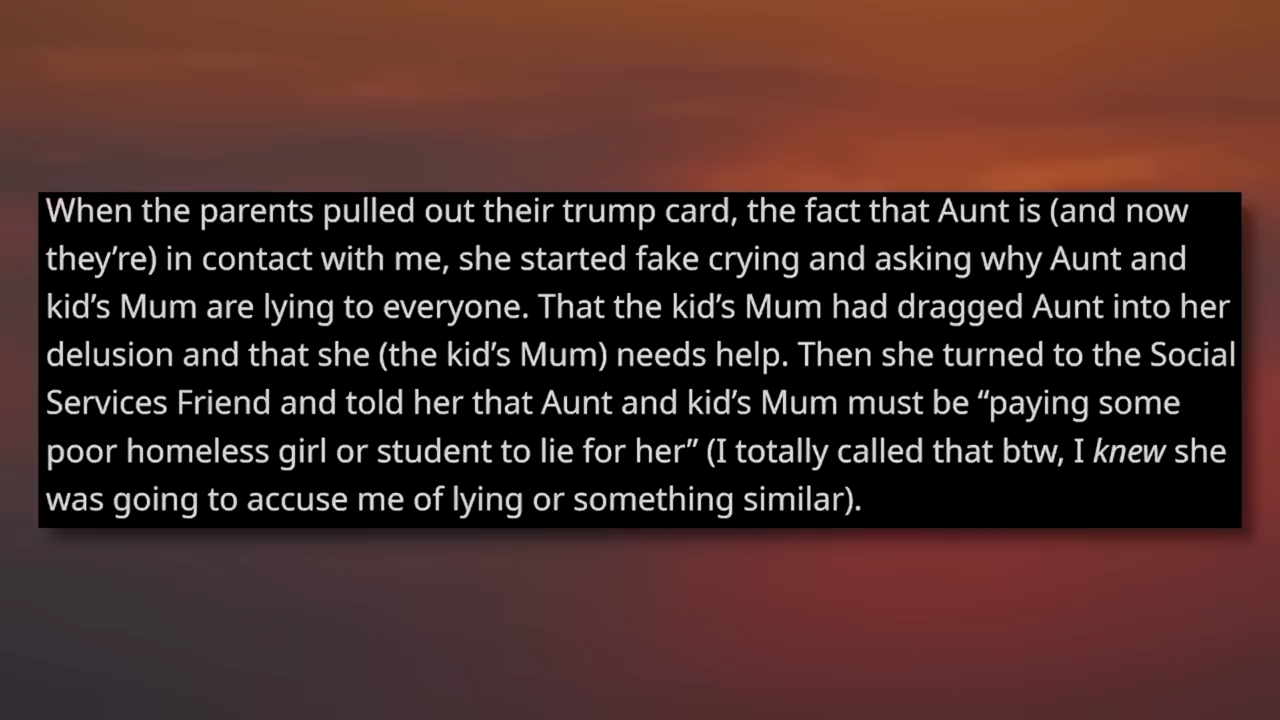 When the parents pulled out their trump card, the fact that Aunt is (and now
they’re) in contact with me, she started fake crying and asking why Aunt and
kid’s Mum are lying to everyone. That the kid’s Mum had dragged Aunt into her
delusion and that she (the kid’s Mum) needs help. Then she turned to the Social
Services Friend and told her that Aunt and kid’s Mum must be “paying some
poor homeless girl or student to lie for her” (I totally called that btw, I knew she
was going to accuse me of lying or something similar).